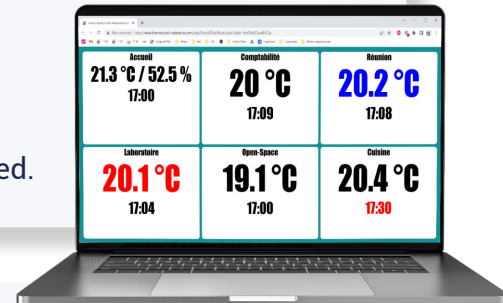 ed.
Accueil
21.3 °C / 52.5 %
17:00
Comptabilité
20 °C
17:09
Réunion
20.2 °C
17:08
Laboratoire
20.1 °C
17:04
Open-Space
19.1 °C
17:00
Cuisine
20.4 °C
17:30